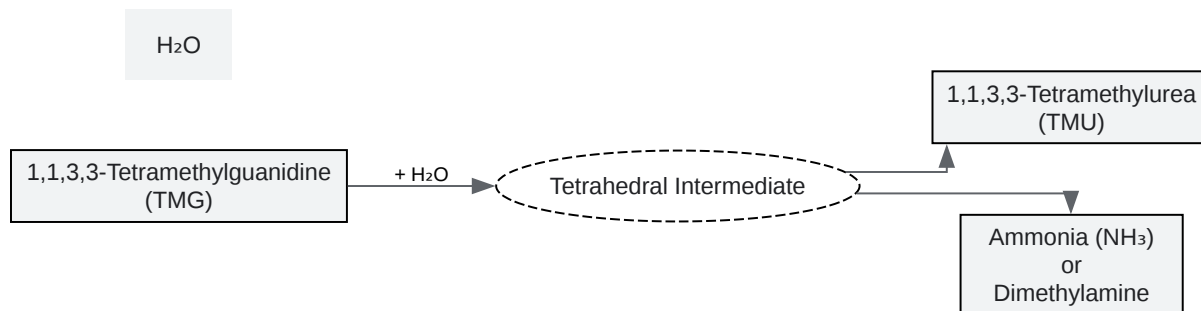 H₂O
1,1,3,3-Tetramethylguanidine
(TMG)
+ H₂O
Tetrahedral Intermediate
1,1,3,3-Tetramethylurea
(TMU)
Ammonia (NH₃)
or
Dimethylamine